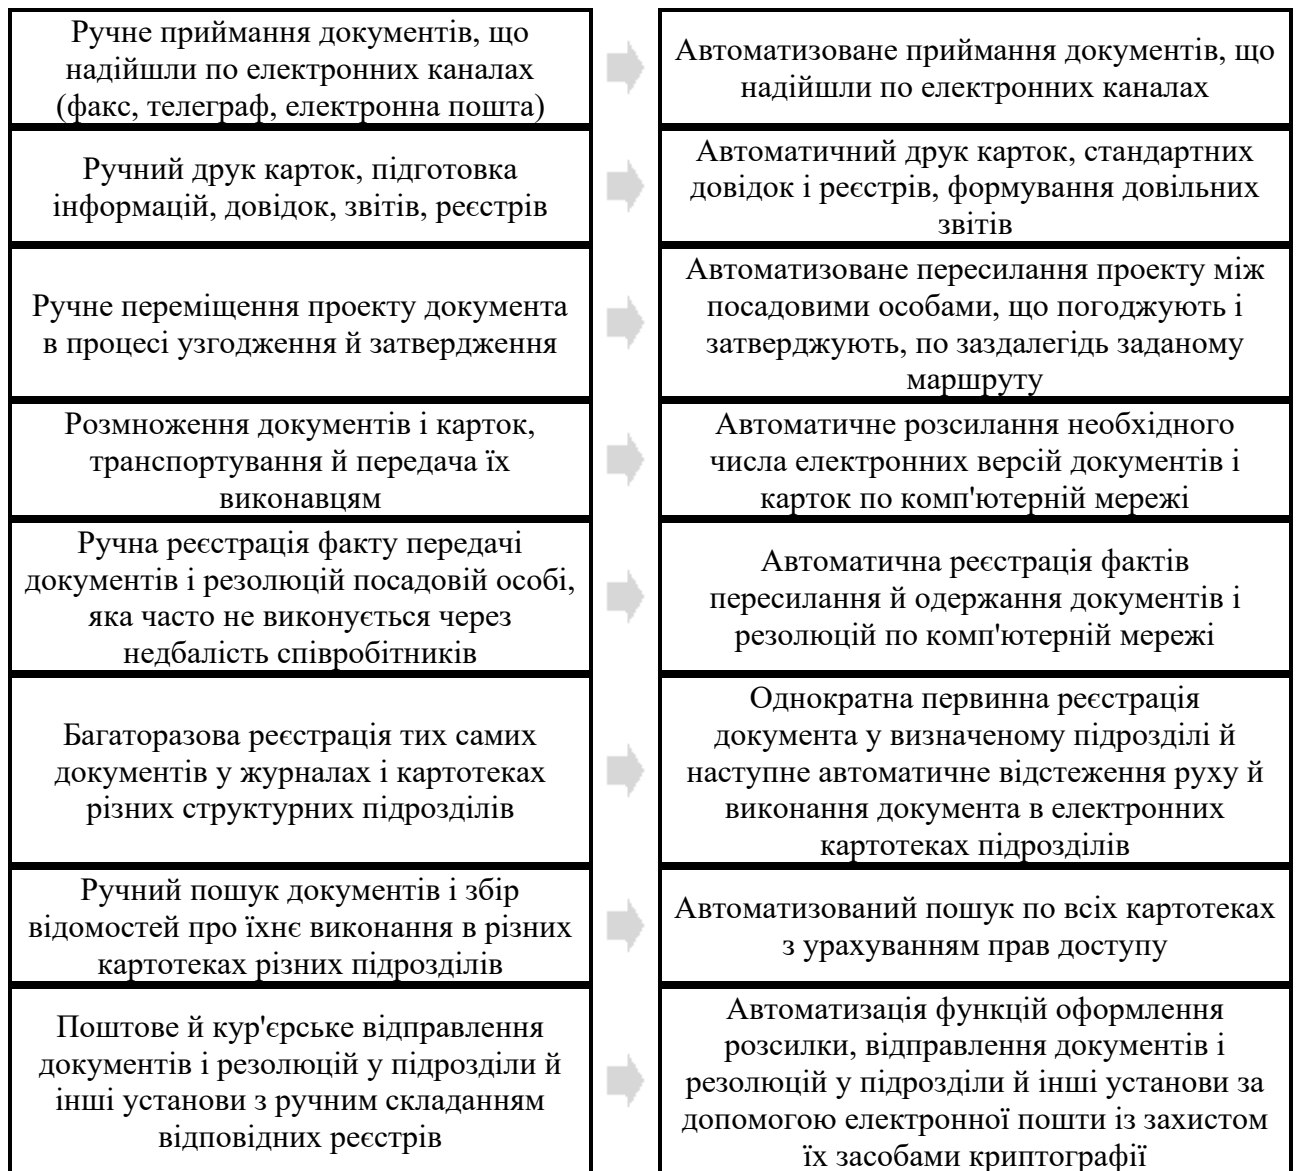 Ручне приймання документів, що
надійшли по електронних каналах
(факс, телеграф, електронна пошта)
Автоматизоване приймання документів, що
надійшли по електронних каналах
Ручний друк карток, підготовка
інформацій, довідок, звітів, реєстрів
Автоматичний друк карток, стандартних
довідок і реєстрів, формування довільних
звітів
Ручне переміщення проекту документа
в процесі узгодження й затвердження
Автоматизоване пересилання проекту між
посадовими особами, що погоджують і
затверджують, по заздалегідь заданому
маршруту
Розмноження документів і карток,
транспортування й передача їх
виконавцям
Автоматичне розсилання необхідного
числа електронних версій документів і
карток по комп'ютерній мережі
Ручна реєстрація факту передачі
документів і резолюцій посадовій особі,
яка часто не виконується через
недбалість співробітників
Автоматична реєстрація фактів
пересилання й одержання документів і
резолюцій по комп'ютерній мережі
Багаторазова реєстрація тих самих
документів у журналах і картотеках
різних структурних підрозділів
Однократна первинна реєстрація
документа у визначеному підрозділі й
наступне автоматичне відстеження руху й
виконання документа в електронних
картотеках підрозділів
Ручний пошук документів і збір
відомостей про їхнє виконання в різних
картотеках різних підрозділів
Автоматизований пошук по всіх картотеках
з урахуванням прав доступу
Поштове й кур'єрське відправлення
документів і резолюцій у підрозділи й
інші установи з ручним складанням
відповідних реєстрів
Автоматизація функцій оформлення
розсилки, відправлення документів і
резолюцій у підрозділи й інші установи за
допомогою електронної пошти із захистом
їх засобами криптографії